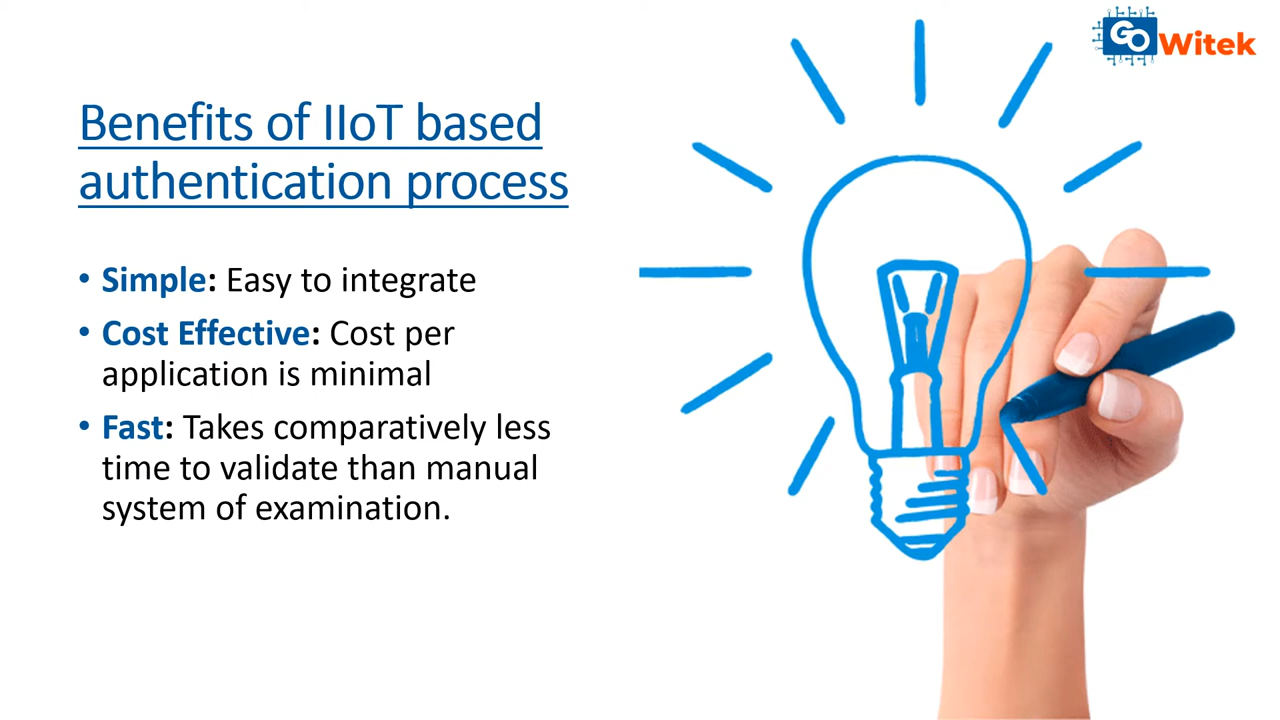 GO Witek
Benefits of IIoT based
authentication process
• Simple: Easy to integrate
• Cost Effective: Cost per
application is minimal
• Fast: Takes comparatively less
time to validate than manual
system of examination.